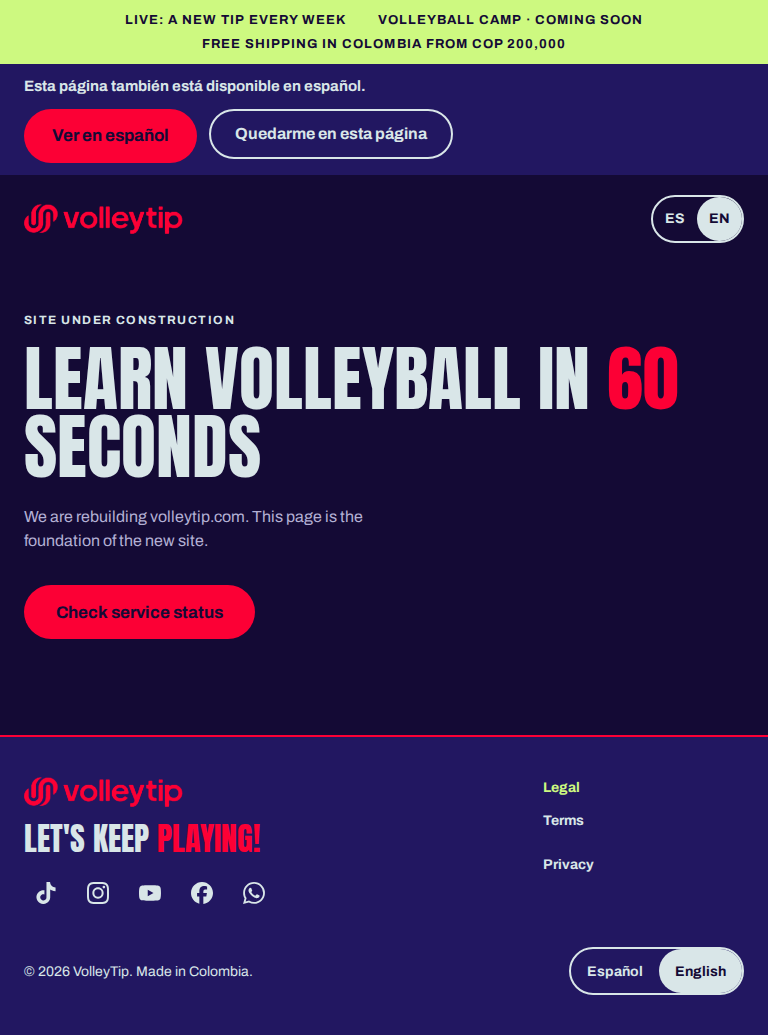 LIVE: A NEW TIP EVERY WEEK VOLLEYBALL CAMP · COMING SOON
FREE SHIPPING IN COLOMBIA FROM COP 200,000
Esta página también está disponible en español.
Ver en español Quedarme en esta página
volleytip ES EN
SITE UNDER CONSTRUCTION
LEARN VOLLEYBALL IN 60
SECONDS
We are rebuilding volleytip.com. This page is the
foundation of the new site.
Check service status
volleytip
LET'S KEEP PLAYING!
Legal
Terms
Privacy
© 2026 VolleyTip. Made in Colombia.
Español English